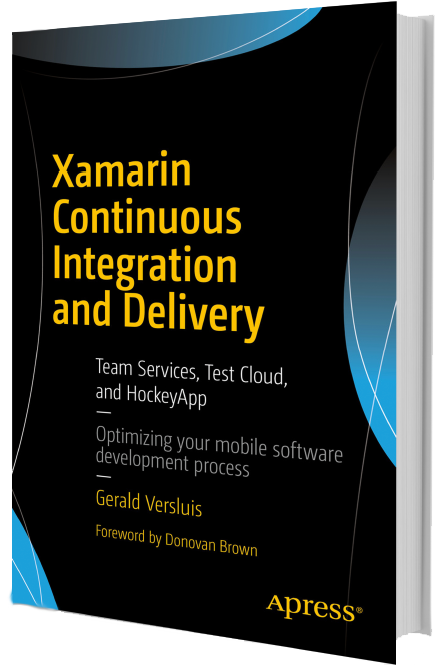 Xamarin
Continuous
Integration
and Delivery
Team Services, Test Cloud,
and HockeyApp
Optimizing your mobile software
development process
Gerald Versluis
Foreword by Donovan Brown
Apress®